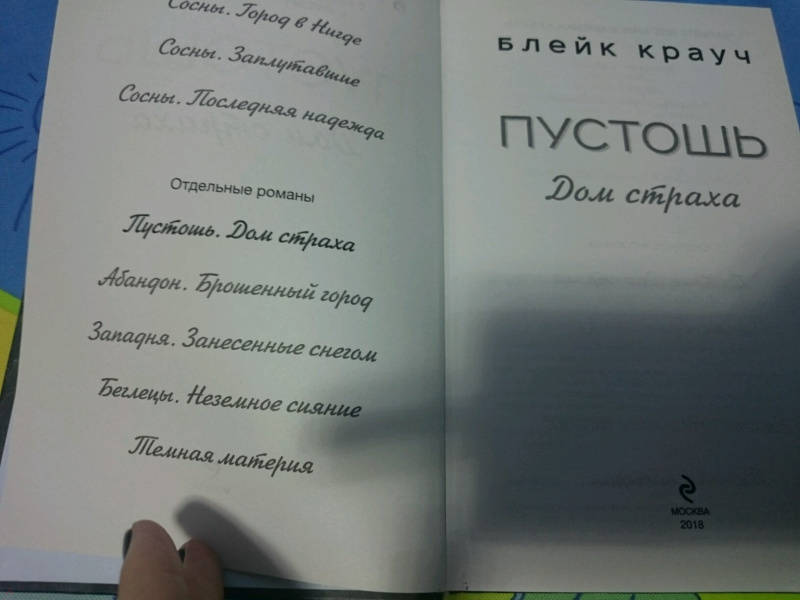 Сосны. Город в Нигде
Сосны. Заплутавшие
Сосны. Последняя надежда
Отдельные романы
Пустошь. Дом страха
Абандон. Брошенный город
Западня. Занесенные снегом
Беглецы. Неземное сияние
Темная материя
БЛЕЙК КРАУЧ
ПУСТОШЬ
Дом страха
МОСКВА
2018